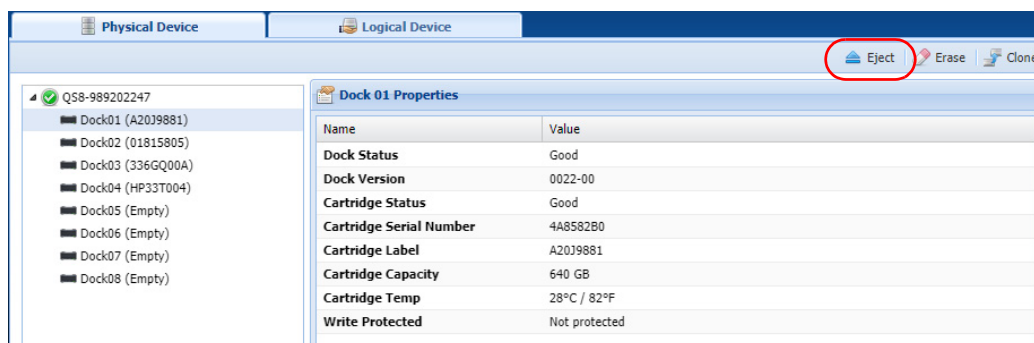 Physical Device
Logical Device
Eject
Erase
Clone
QS8-989202247
Dock01 (A20J9881)
Dock02 (01815805)
Dock03 (336GQ00A)
Dock04 (HP33T004)
Dock05 (Empty)
Dock06 (Empty)
Dock07 (Empty)
Dock08 (Empty)
Dock 01 Properties
Name Value
Dock Status Good
Dock Version 0022-00
Cartridge Status Good
Cartridge Serial Number 4A8582B0
Cartridge Label A20J9881
Cartridge Capacity 640 GB
Cartridge Temp 28°C / 82°F
Write Protected Not protected